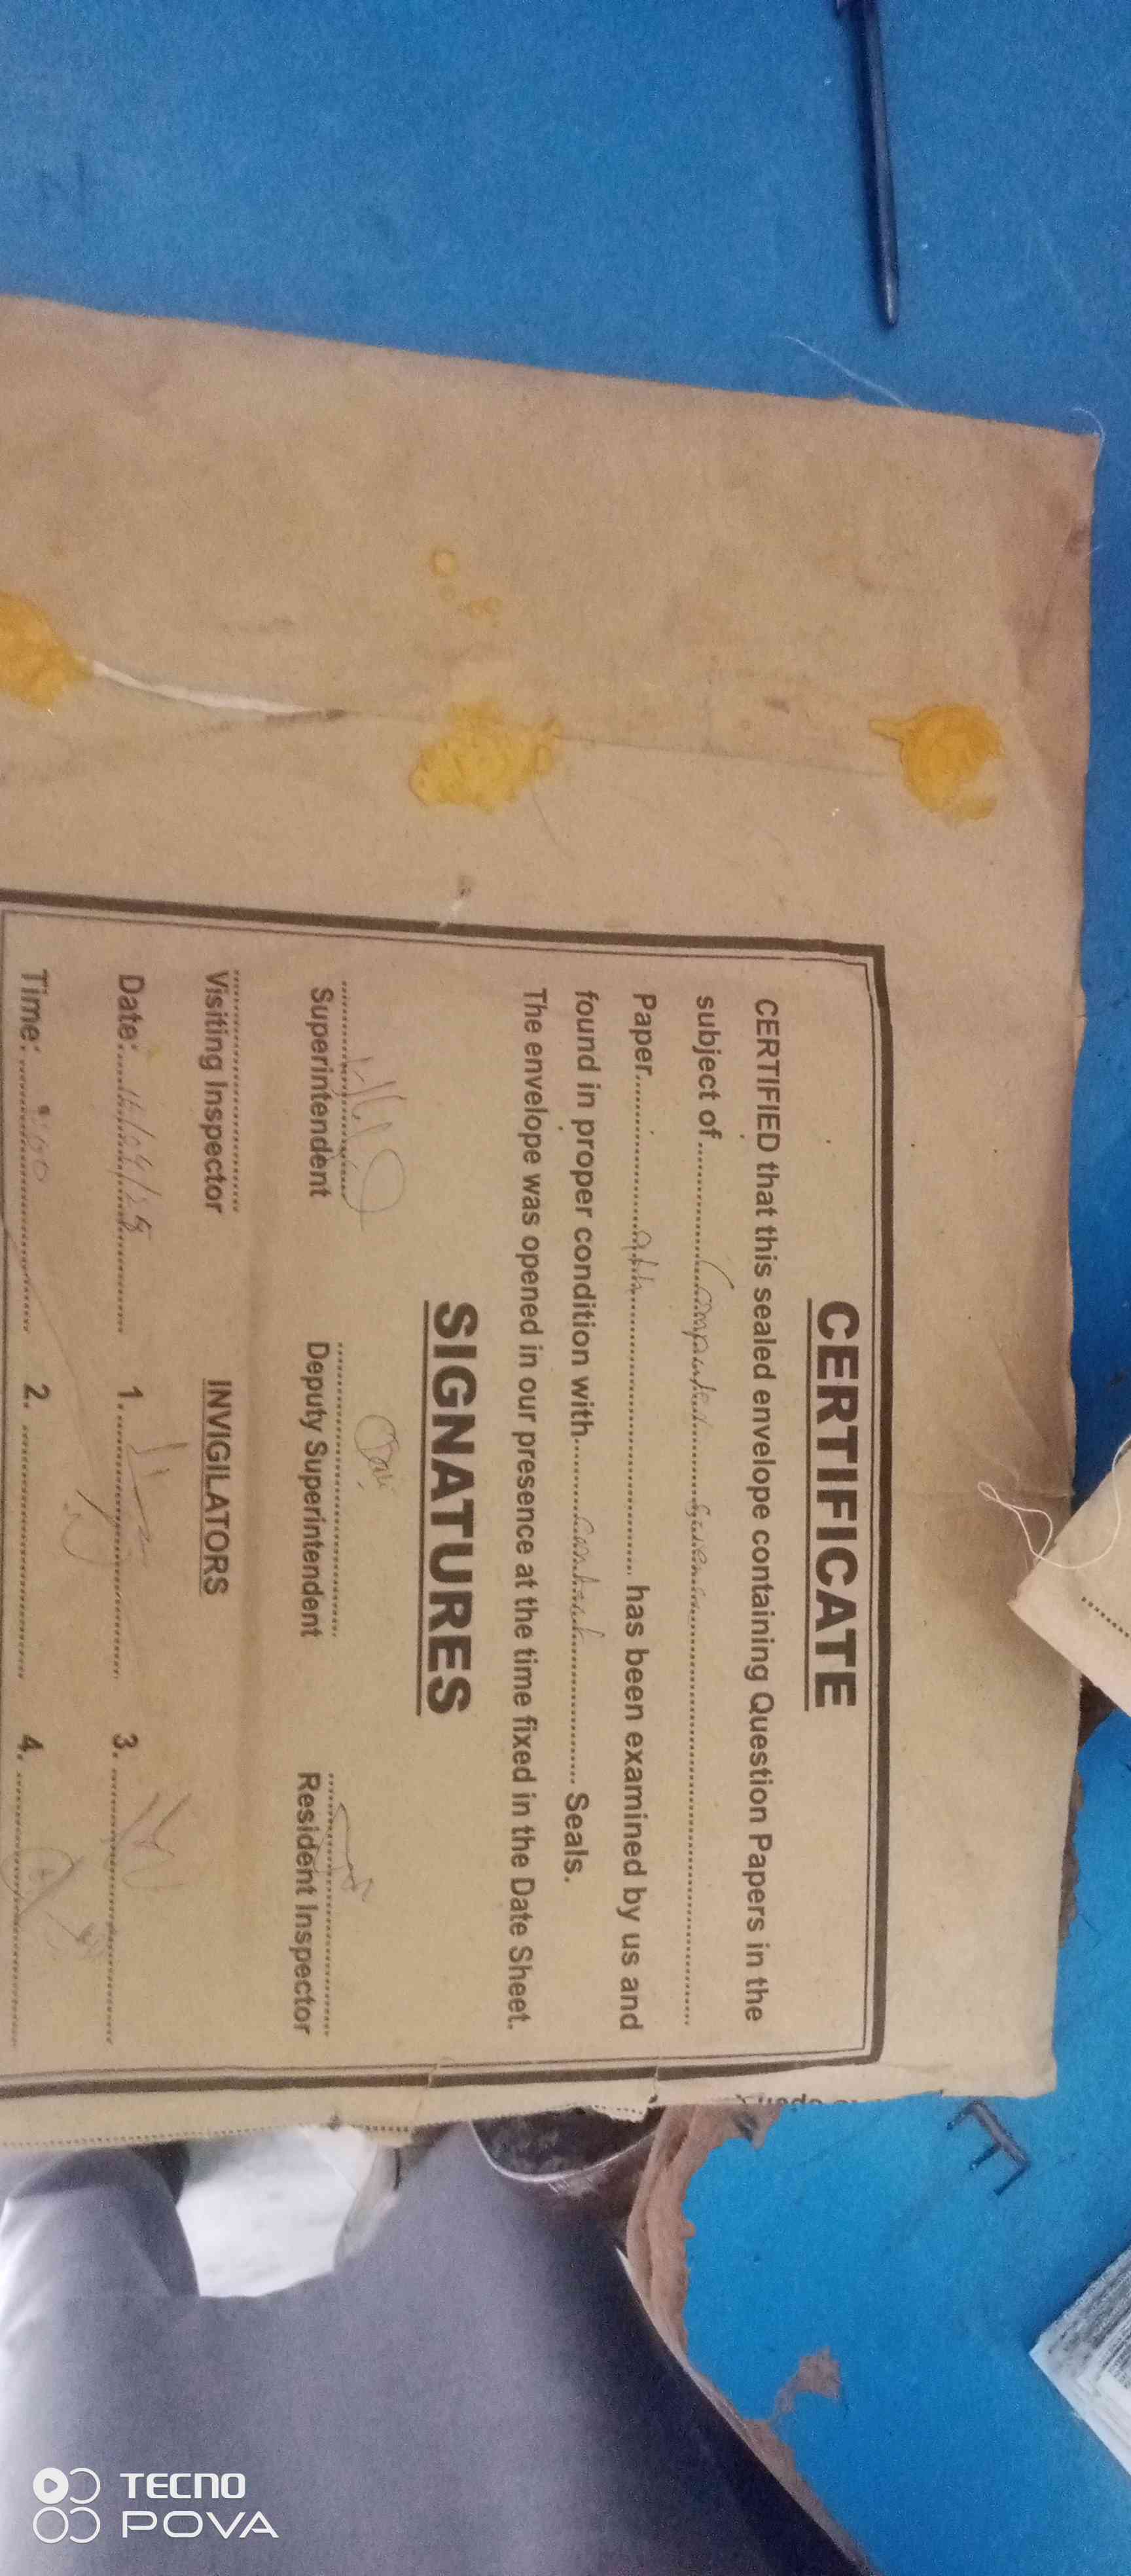 CERTIFICATE
CERTIFIED that this sealed envelope containing Question Papers in the
subject of.......... Computer ....... Science ..........
Paper.......... 9th .......... has been examined by us and
found in proper condition with.......... .......... Seals.
The envelope was opened in our presence at the time fixed in the Date Sheet.
SIGNATURES
Superintendent Deputy Superintendent Resident Inspector
Visiting Inspector INVIGILATORS
Date:.......... 1........... 3...........
Time:.......... 2........... 4...........
TECNO
POVA